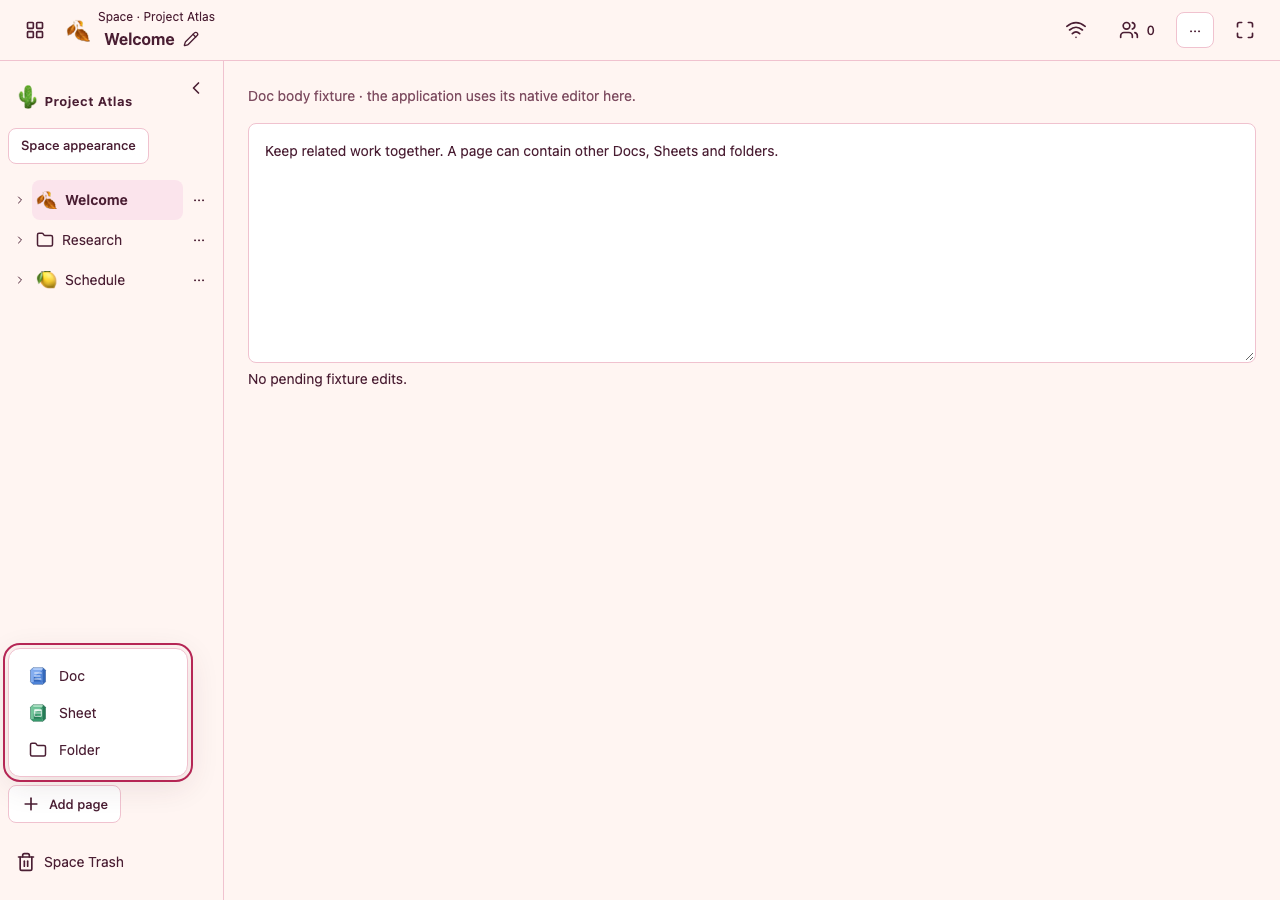 Space · Project Atlas
Welcome
0
...
Project Atlas
Space appearance
Welcome
...
Research
...
Schedule
...
Doc body fixture · the application uses its native editor here.
Keep related work together. A page can contain other Docs, Sheets and folders.
No pending fixture edits.
Doc
Sheet
Folder
Add page
Space Trash